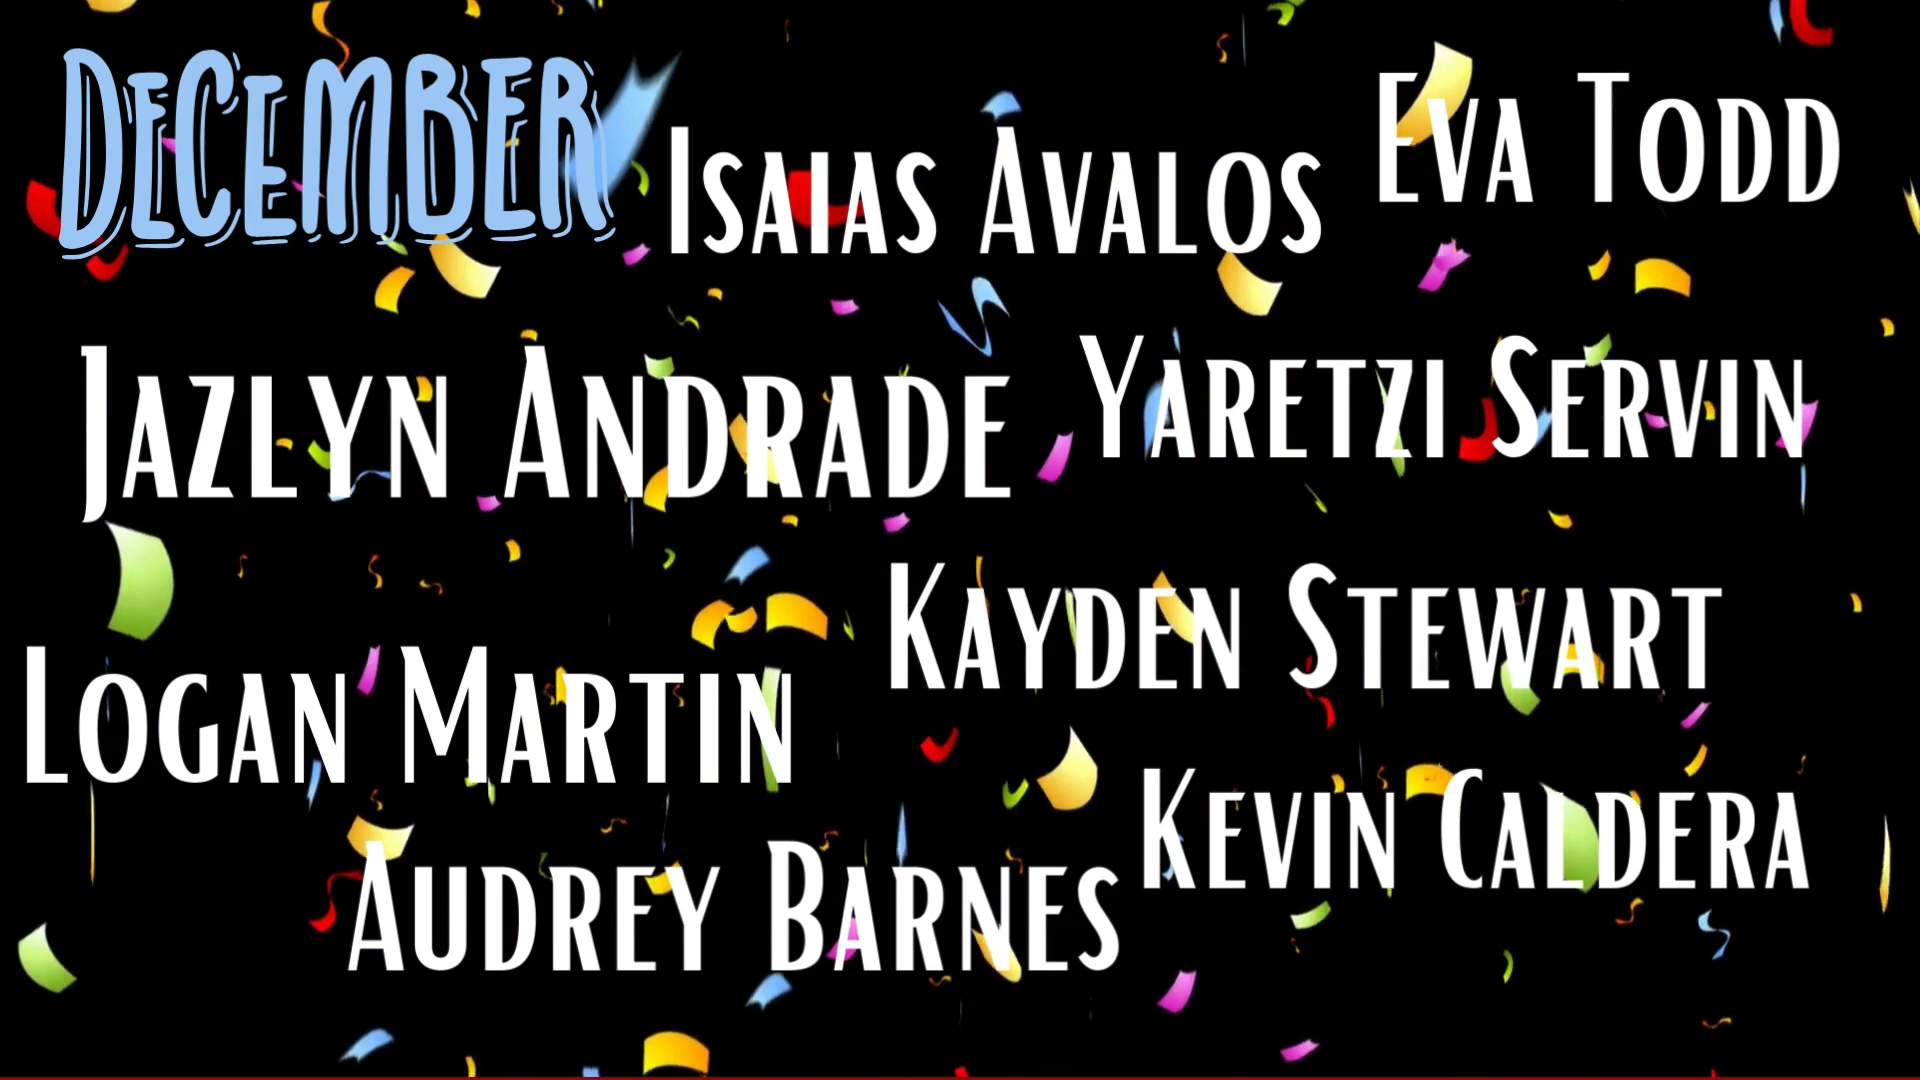 DECEMBER
ISAIAS AVALOS
EVA TODD
JAZLYN ANDRADE
YARETZI SERVIN
KAYDEN STEWART
LOGAN MARTIN
KEVIN CALDERA
AUDREY BARNES